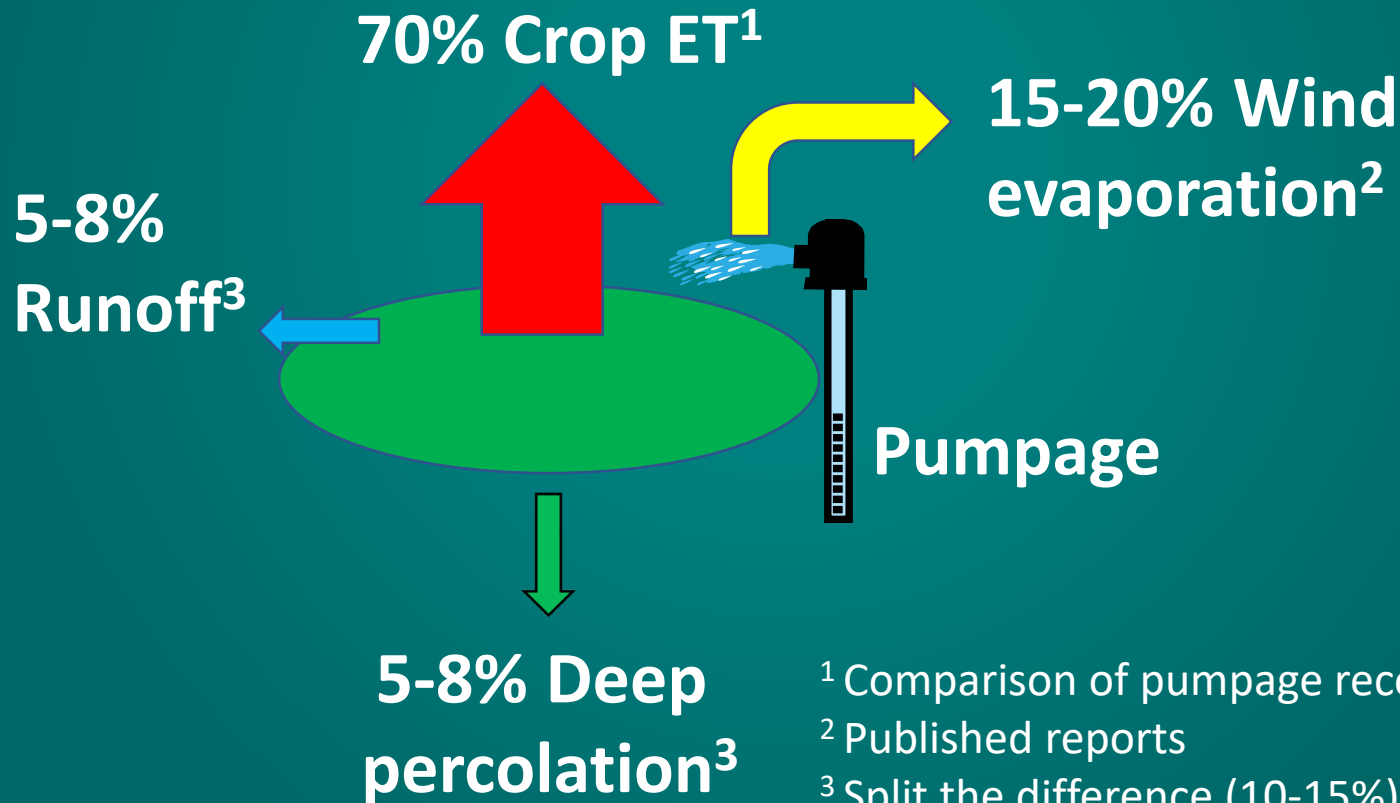 70% Crop ET¹
15-20% Wind
evaporation²
5-8%
Runoff³
Pumpage
5-8% Deep
percolation³
¹ Comparison of pumpage
² Published reports
³ Split the difference (10-15%)